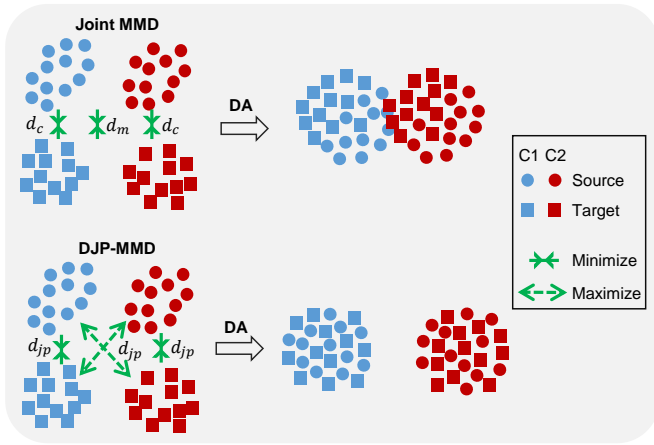 Joint MMD
d_c d_m d_c
DA
C1 C2
Source
Target
Minimize
Maximize
DJP-MMD
d_jp d_jp d_jp
DA